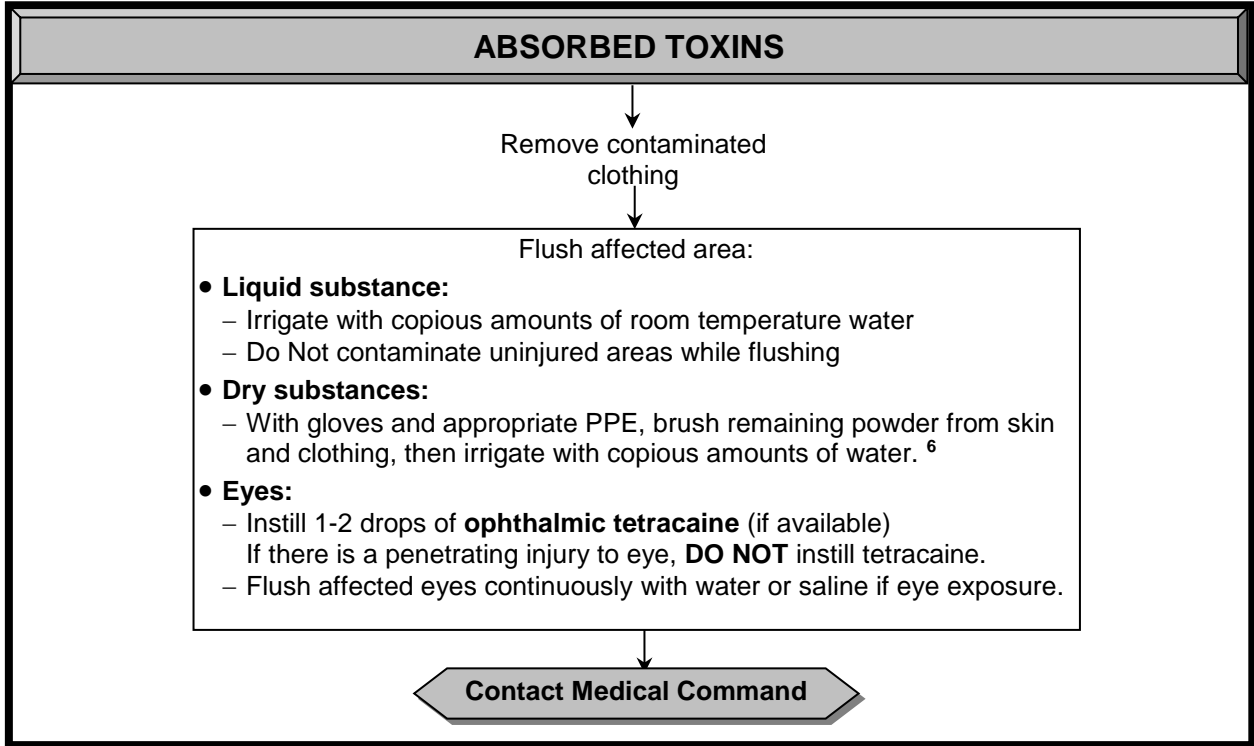 ABSORBED TOXINS
Remove contaminated
clothing
Flush affected area:
• Liquid substance:
– Irrigate with copious amounts of room temperature water
– Do Not contaminate uninjured areas while flushing
• Dry substances:
– With gloves and appropriate PPE, brush remaining powder from skin
and clothing, then irrigate with copious amounts of water. 6
• Eyes:
– Instill 1-2 drops of ophthalmic tetracaine (if available)
If there is a penetrating injury to eye, DO NOT instill tetracaine.
– Flush affected eyes continuously with water or saline if eye exposure.
Contact Medical Command